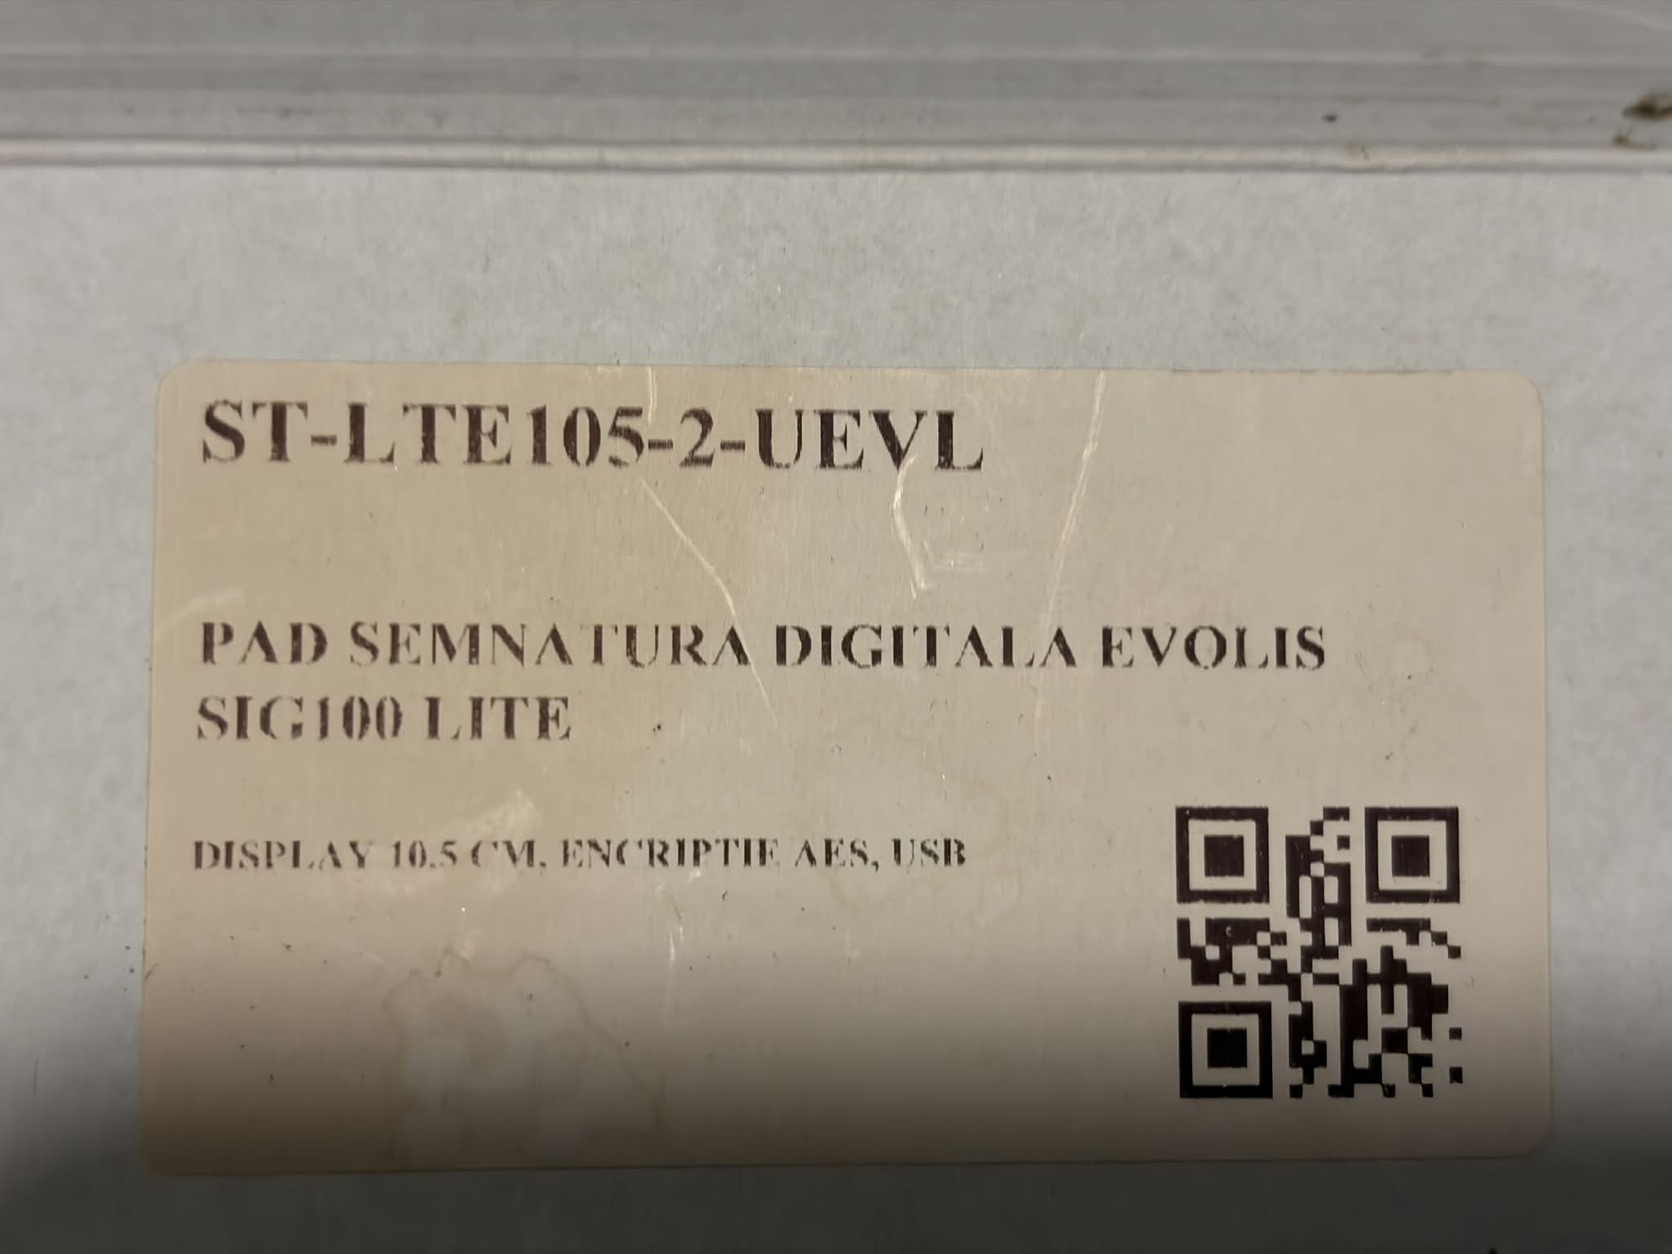 ST-LTE105-2-UEVL
PAD SEMNATURA DIGITALA EVOLIS
SIG100 LITE
DISPLAY 10.5 CM, ENCRIPTIE AES, USB